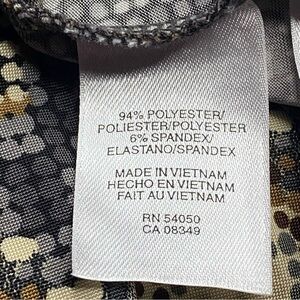 94% POLYESTER/
POLIESTER/POLYESTER
6% SPANDEX/
ELASTANO/SPANDEX
MADE IN VIETNAM
HECHO EN VIETNAM
FAIT AU VIETNAM
RN 54050
CA 08349